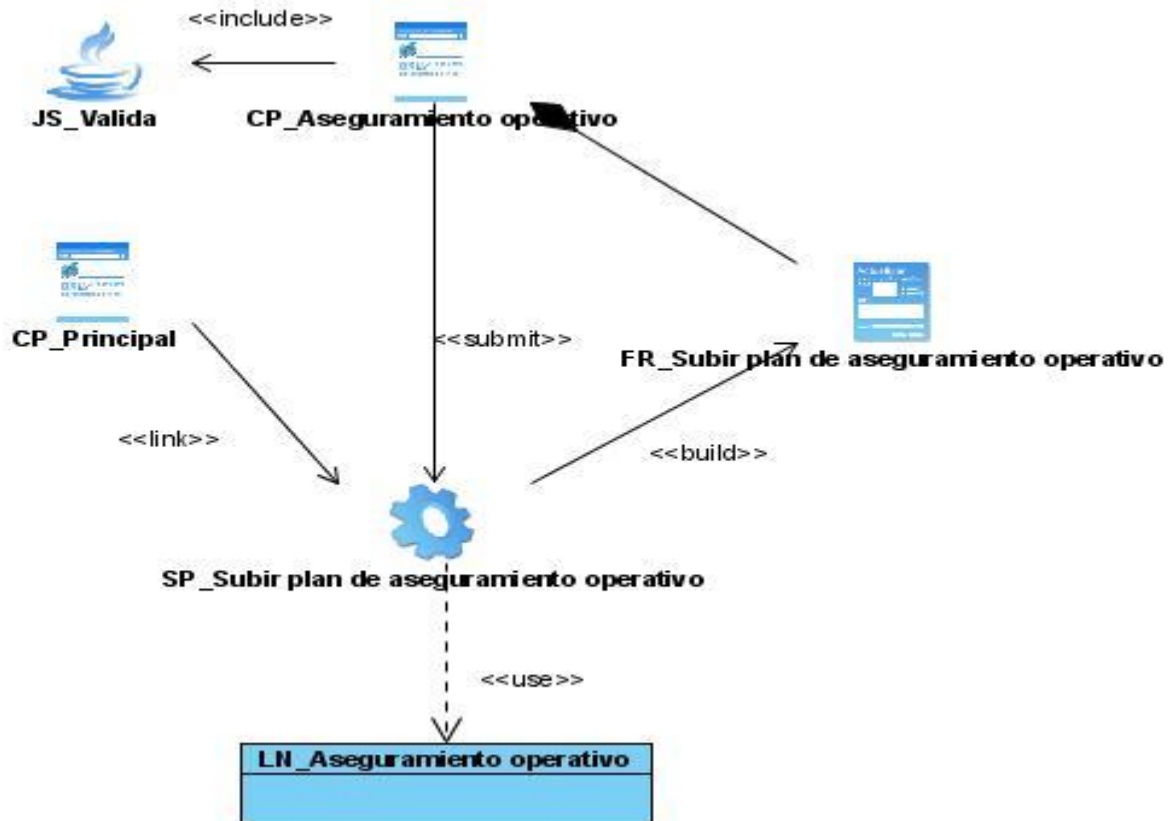 <<include>>
JS_Valida
CP_Aseguramiento operativo
CP_Principal
<<submit>>
FR_Subir plan de aseguramiento operativo
<<link>>
<<build>>
SP_Subir plan de aseguramiento operativo
<<use>>
LN_Aseguramiento operativo